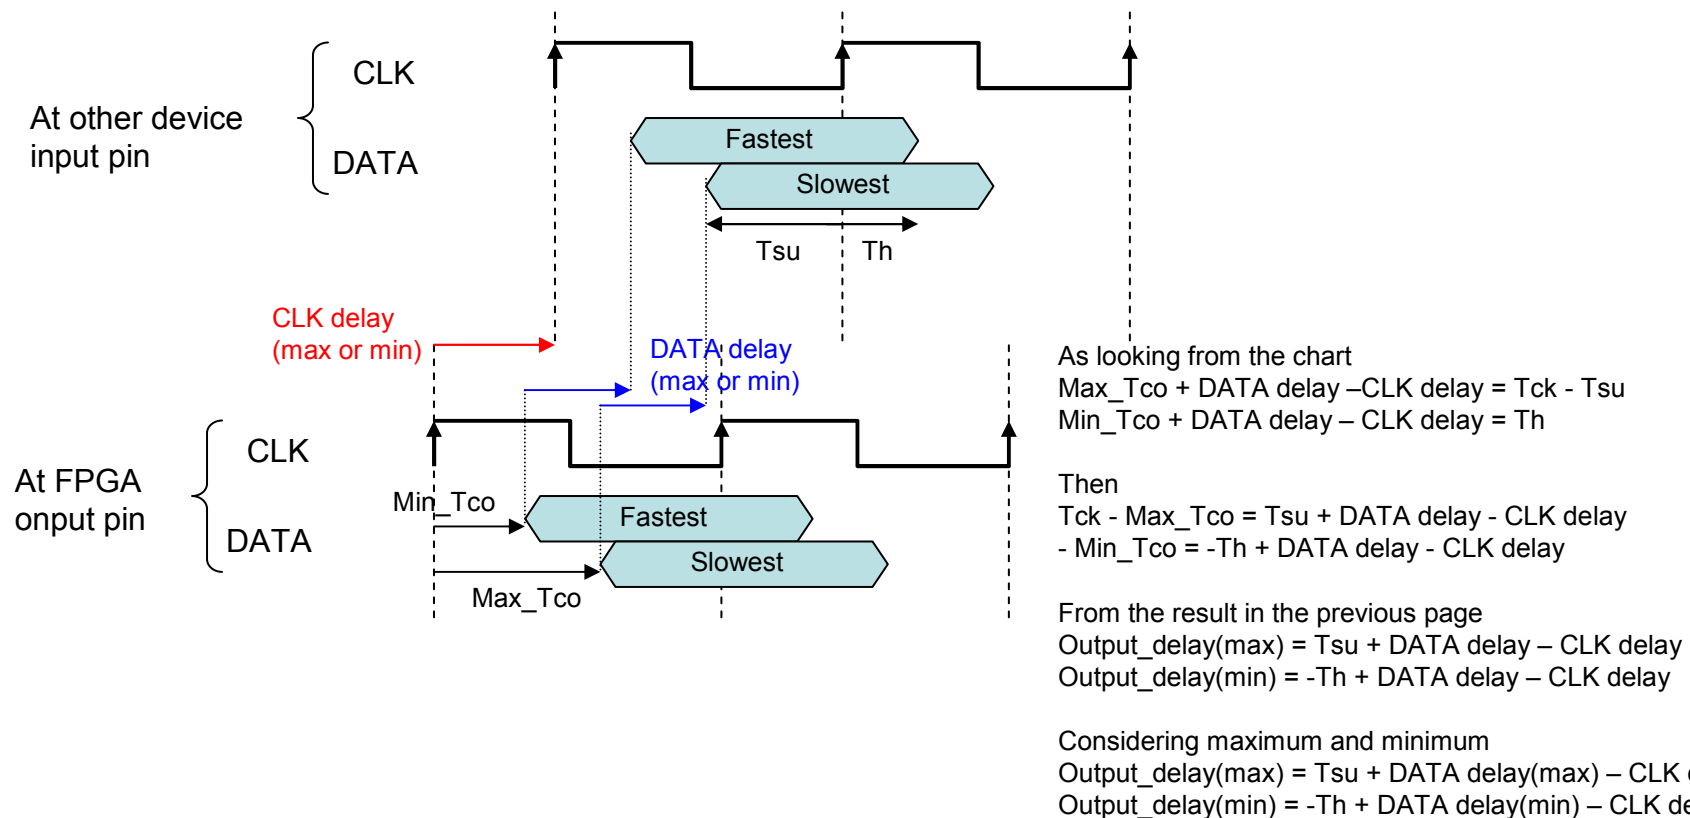 CLK
At other device
input pin
DATA
Fastest
Slowest
Tsu
Th
CLK delay
(max or min)
DATA delay
(max or min)
CLK
At FPGA
onput pin
DATA
Min_Tco
Fastest
Slowest
Max_Tco
As looking from the chart
Max_Tco + DATA delay –CLK delay = Tck - Tsu
Min_Tco + DATA delay – CLK delay = Th
Then
Tck - Max_Tco = Tsu + DATA delay - CLK delay
- Min_Tco = -Th + DATA delay - CLK delay
From the result in the previous page
Output_delay(max) = Tsu + DATA delay – CLK delay
Output_delay(min) = -Th + DATA delay – CLK delay
Considering maximum and minimum
Output_delay(max) = Tsu + DATA delay(max) – CLK
Output_delay(min) = -Th + DATA delay(min) – CLK de